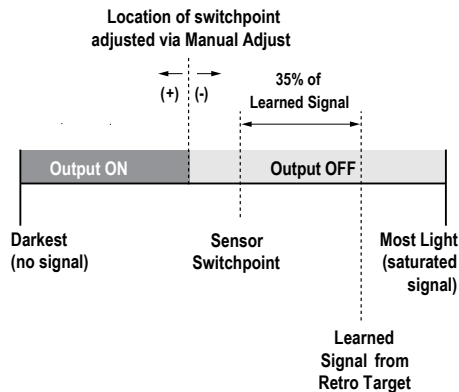 Location of switchpoint
adjusted via Manual Adjust
35% of
Learned Signal
(+) (-)
Output ON
Output OFF
Darkest
(no signal)
Sensor
Switchpoint
Most Light
(saturated
signal)
Learned
Signal from
Retro Target